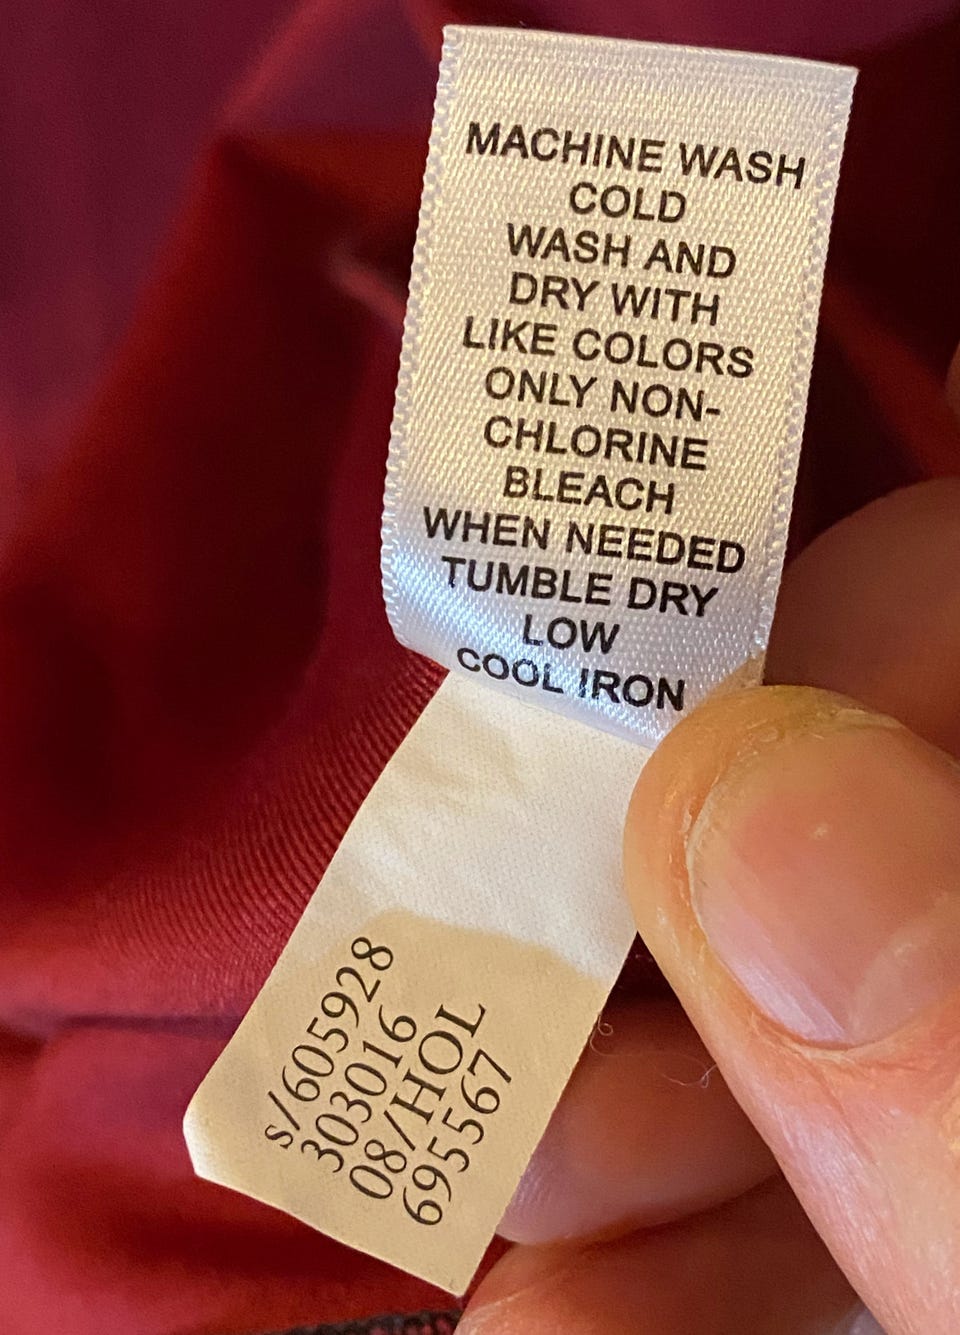 MACHINE WASH
COLD
WASH AND
DRY WITH
LIKE COLORS
ONLY NON-
CHLORINE
BLEACH
WHEN NEEDED
TUMBLE DRY
LOW
COOL IRON
s/605928
303016
08/HOL
695567